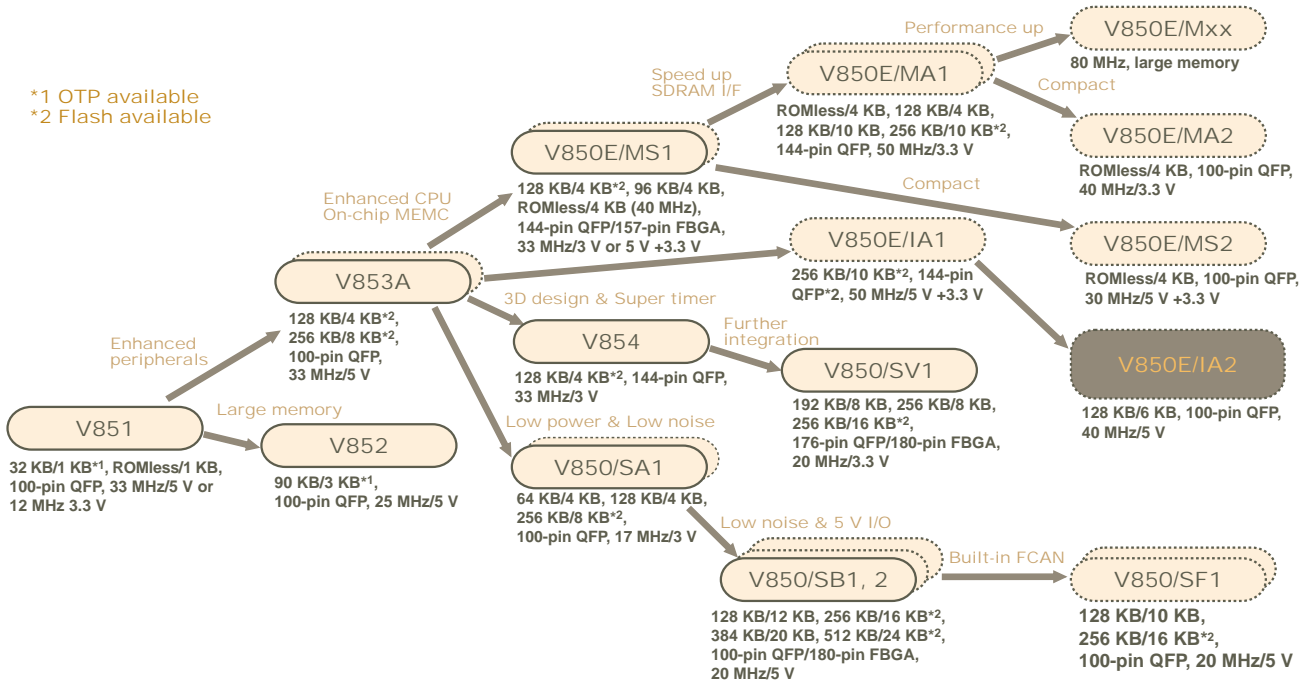 *1 OTP available
*2 Flash available
Performance up
V850E/Mxx
80 MHz, large memory
Speed up
SDRAM I/F
V850E/MA1
ROMless/4 KB, 128 KB/4 KB,
128 KB/10 KB, 256 KB/10 KB*2,
144-pin QFP, 50 MHz/3.3 V
Compact
V850E/MA2
ROMless/4 KB, 100-pin QFP,
40 MHz/3.3 V
Enhanced CPU
On-chip MEMC
V850E/MS1
128 KB/4 KB*2, 96 KB/4 KB,
ROMless/4 KB (40 MHz),
144-pin QFP/157-pin FBGA,
33 MHz/3 V or 5 V +3.3 V
Compact
V850E/MS2
ROMless/4 KB, 100-pin QFP,
30 MHz/5 V +3.3 V
V850E/IA1
256 KB/10 KB*2, 144-pin
QFP*2, 50 MHz/5 V +3.3 V
V850E/IA2
128 KB/6 KB, 100-pin QFP,
40 MHz/5 V
Enhanced
peripherals
V853A
128 KB/4 KB*2,
256 KB/8 KB*2,
100-pin QFP,
33 MHz/5 V
3D design & Super timer
V854
128 KB/4 KB*2, 144-pin QFP,
33 MHz/3 V
Further
integration
V850/SV1
192 KB/8 KB, 256 KB/8 KB,
256 KB/16 KB*2,
176-pin QFP/180-pin FBGA,
20 MHz/3.3 V
V851
32 KB/1 KB*1, ROMless/1 KB,
100-pin QFP, 33 MHz/5 V or
12 MHz 3.3 V
Large memory
V852
90 KB/3 KB*1,
100-pin QFP, 25 MHz/5 V
Low power & Low noise
V850/SA1
64 KB/4 KB, 128 KB/4 KB,
256 KB/8 KB*2,
100-pin QFP, 17 MHz/3 V
Low noise & 5 V I/O
V850/SB1, 2
128 KB/12 KB, 256 KB/16 KB*2,
384 KB/20 KB, 512 KB/24 KB*2,
100-pin QFP/180-pin FBGA,
20 MHz/5 V
Built-in FCAN
V850/SF1
128 KB/10 KB,
256 KB/16 KB*2,
100-pin QFP, 20 MHz/5 V